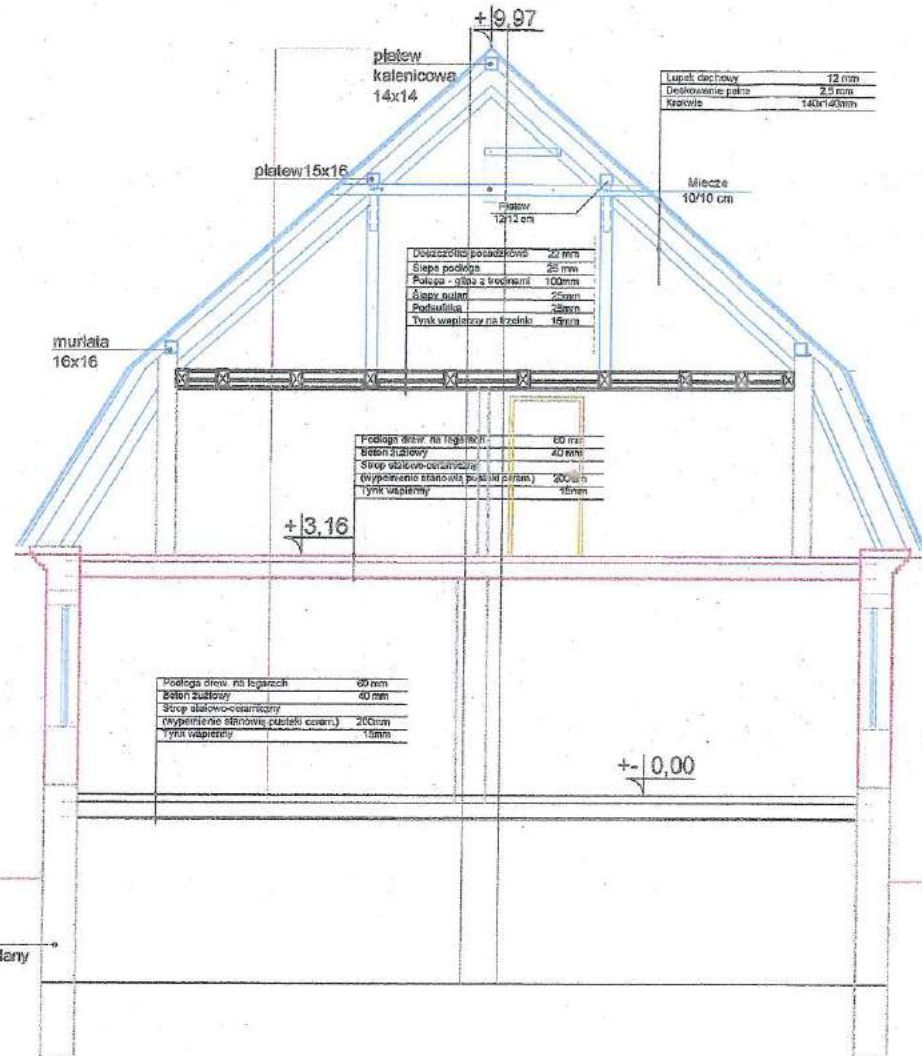 +9,97
płatew
kalenicowa
14x14
Łupek dachowy 12 mm
Deskowanie pełne 2,5 mm
Krokwie 140x140mm
płatew 15x16
Miecze
10/10 cm
Płatew
12/12 cm
Deszczółka posadzkowa 22 mm
Ślepa podłoga 25 mm
Polepa - glina z trocinami 100mm
Ślepy pułap 25mm
Podsufitka 25mm
Tynk wapienny na trzcinie 15mm
murłata
16x16
Podłoga drew. na legarach 60 mm
Beton żużlowy 40 mm
Strop stalowo-ceramiczny
(wypełnienie stanowią pustaki ceram.) 200mm
Tynk wapienny 15mm
+3,16
Podłoga drew. na legarach 60 mm
Beton żużlowy 40 mm
Strop stalowo-ceramiczny
(wypełnienie stanowią pustaki ceram.) 200mm
Tynk wapienny 15mm
+- 0,00